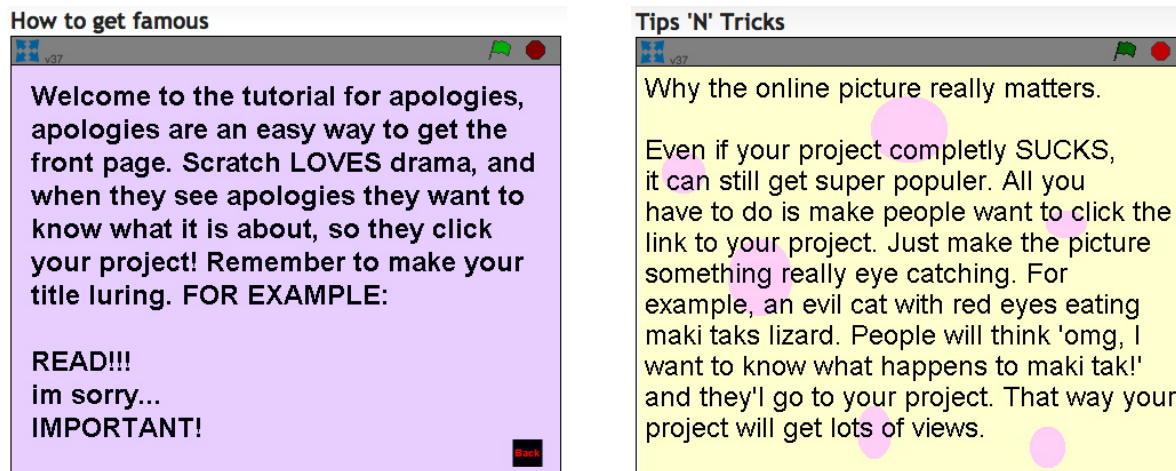 How to get famous
v37
Welcome to the tutorial for apologies,
apologies are an easy way to get the
front page. Scratch LOVES drama, and
when they see apologies they want to
know what it is about, so they click
your project! Remember to make your
title luring. FOR EXAMPLE:
READ!!!
im sorry...
IMPORTANT!
Back
Tips 'N' Tricks
v37
Why the online picture really matters.
Even if your project completly SUCKS,
it can still get super populer. All you
have to do is make people want to click the
link to your project. Just make the picture
something really eye catching. For
example, an evil cat with red eyes eating
maki taks lizard. People will think 'omg, I
want to know what happens to maki tak!'
and they'l go to your project. That way your
project will get lots of views.